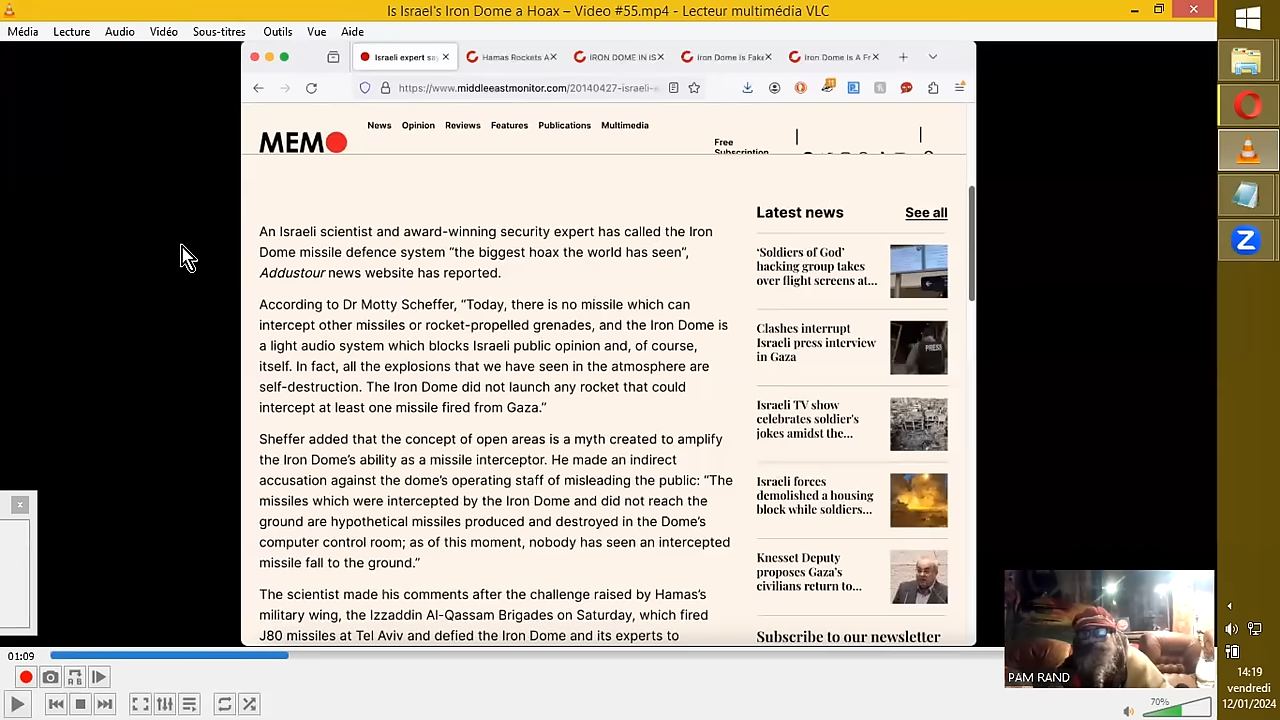 Is Israel's Iron Dome a Hoax – Video #55.mp4 - Lecteur multimédia VLC
Média Lecture Audio Vidéo Sous-titres Outils Vue Aide
Israeli expert sa
Hamas Rockets A
IRON DOME IN IS
Iron Dome Is Fake
Iron Dome Is A Fr
https://www.middleeastmonitor.com/20140427-israeli-
MEMO
News Opinion Reviews Features Publications Multimedia
Free
Subscription
An Israeli scientist and award-winning security expert has called the Iron
Dome missile defence system “the biggest hoax the world has seen”,
Addustour news website has reported.
According to Dr Motty Scheffer, “Today, there is no missile which can
intercept other missiles or rocket-propelled grenades, and the Iron Dome is
a light audio system which blocks Israeli public opinion and, of course,
itself. In fact, all the explosions that we have seen in the atmosphere are
self-destruction. The Iron Dome did not launch any rocket that could
intercept at least one missile fired from Gaza.”
Sheffer added that the concept of open areas is a myth created to amplify
the Iron Dome’s ability as a missile interceptor. He made an indirect
accusation against the dome’s operating staff of misleading the public: “The
missiles which were intercepted by the Iron Dome and did not reach the
ground are hypothetical missiles produced and destroyed in the Dome’s
computer control room; as of this moment, nobody has seen an intercepted
missile fall to the ground.”
The scientist made his comments after the challenge raised by Hamas’s
military wing, the Izzaddin Al-Qassam Brigades on Saturday, which fired
J80 missiles at Tel Aviv and defied the Iron Dome and its experts to
Latest news See all
‘Soldiers of God’
hacking group takes
over flight screens at...
Clashes interrupt
Israeli press interview
in Gaza
PRESS
Israeli TV show
celebrates soldier's
jokes amidst the...
Israeli forces
demolished a housing
block while soldiers...
Knesset Deputy
proposes Gaza’s
civilians return to...
Subscribe to our newsletter
PAM RAND
01:09
70%
14:19
vendredi
12/01/2024